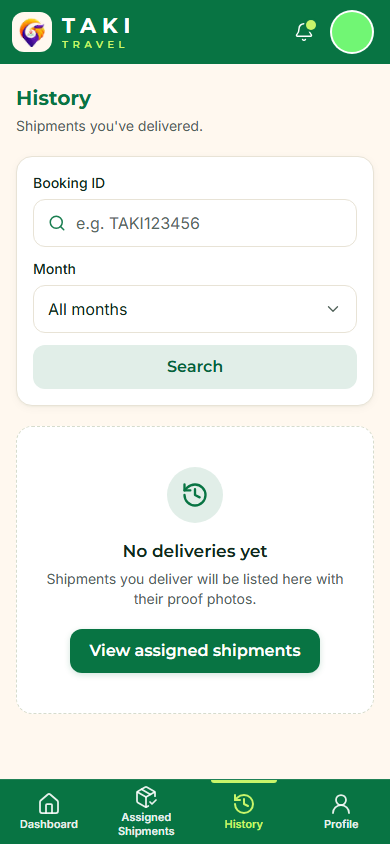 TAKI
TRAVEL
History
Shipments you've delivered.
Booking ID
e.g. TAKI123456
Month
All months
Search
No deliveries yet
Shipments you deliver will be listed here with
their proof photos.
View assigned shipments
Dashboard
Assigned
Shipments
History
Profile